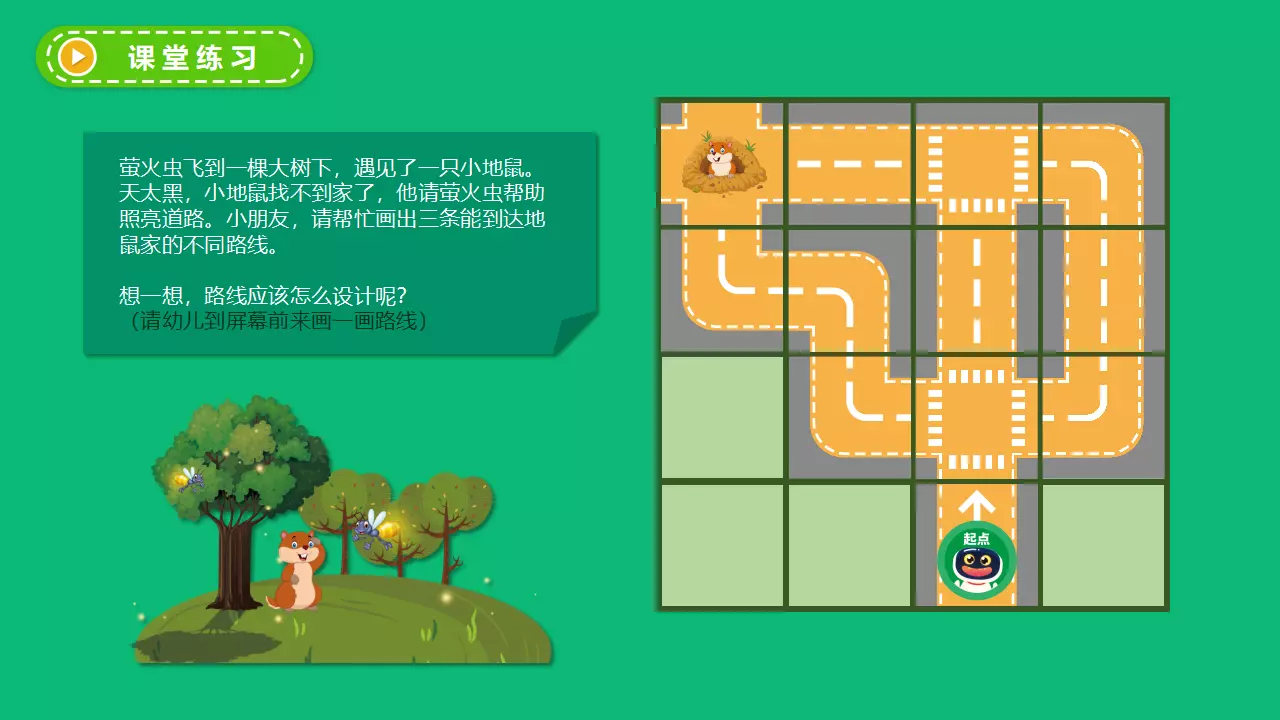 课堂练习
萤火虫飞到一棵大树下，遇见了一只小地鼠。
天太黑，小地鼠找不到家了，他请萤火虫帮助
照亮道路。小朋友，请帮忙画出三条能到达地
鼠家的不同路线。
想一想，路线应该怎么设计呢？
（请幼儿到屏幕前来画一画路线）
起点